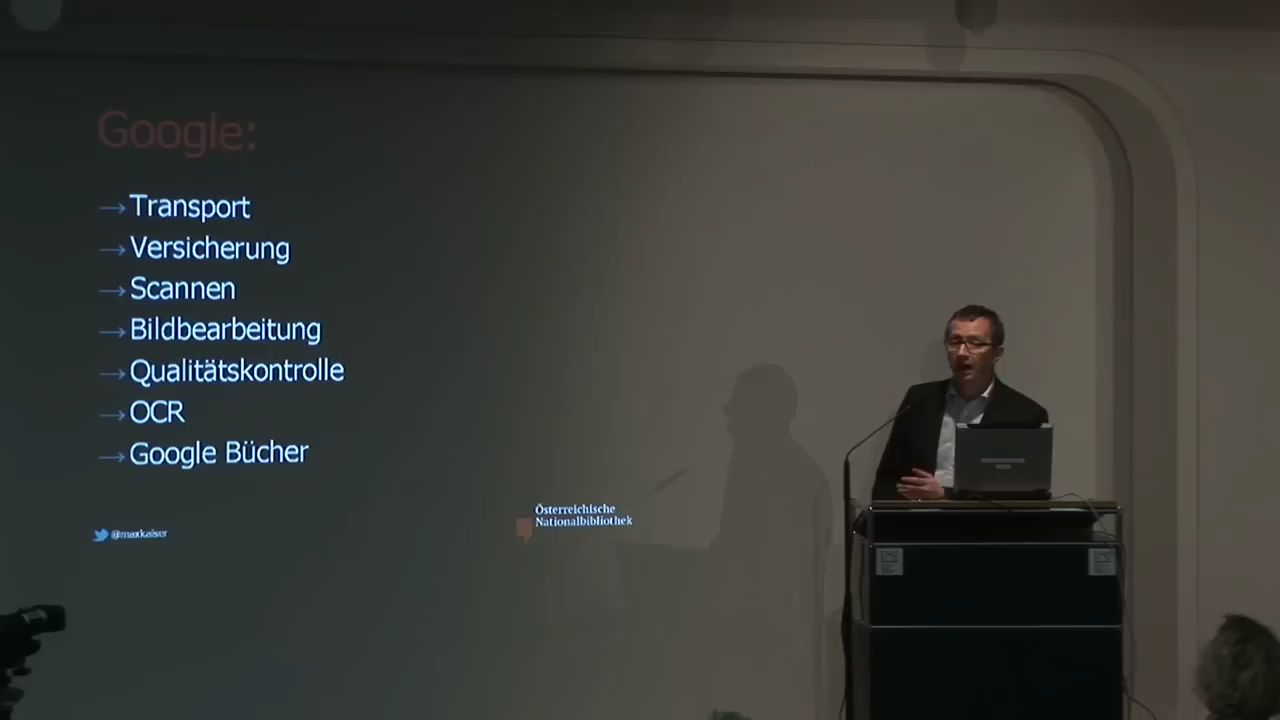 Google:
→Transport
→Versicherung
→Scannen
→Bildbearbeitung
→Qualitätskontrolle
→OCR
→Google Bücher
@maxkaiser
Österreichische
Nationalbibliothek